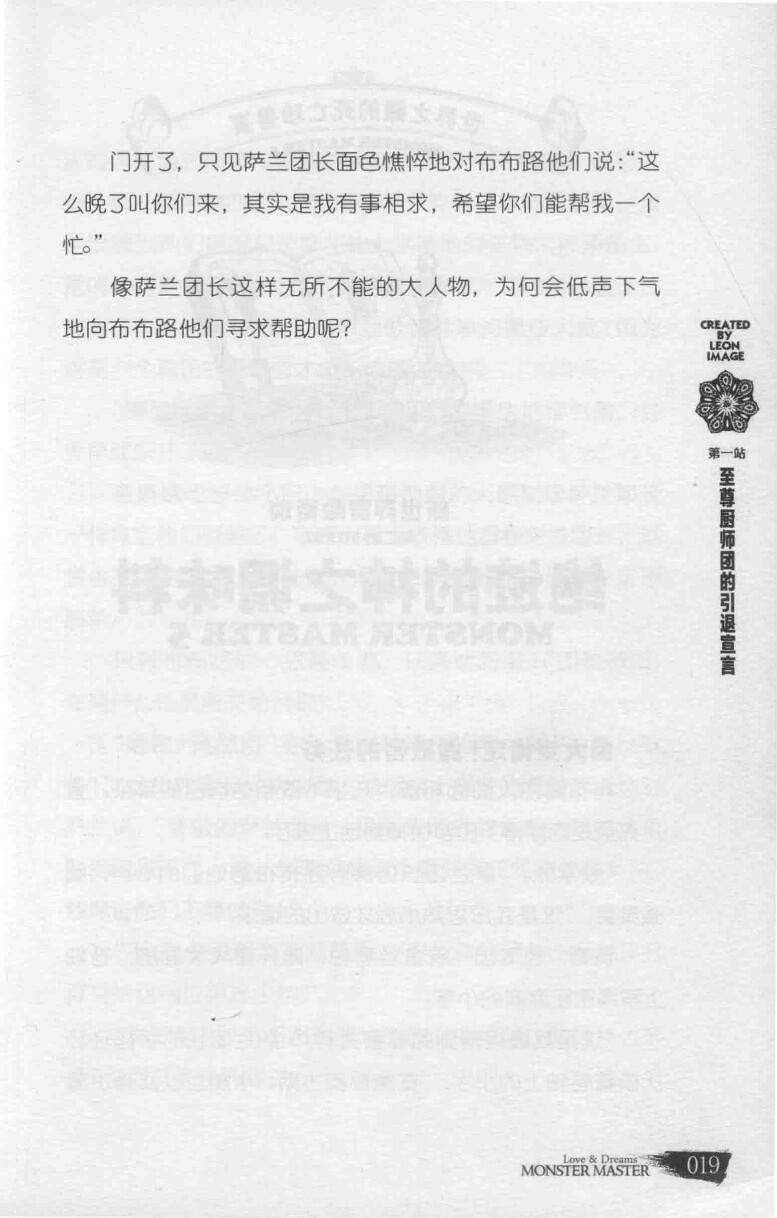 门开了，只见萨兰团长面色憔悴地对布布路他们说:“这
么晚了叫你们来，其实是我有事相求，希望你们能帮我一个
忙。”
像萨兰团长这样无所不能的大人物，为何会低声下气
地向布布路他们寻求帮助呢?
CREATED
BY
LEON
IMAGE
第一站
至尊厨师团的引退宣言
Love & Dreams
MONSTER MASTER
019